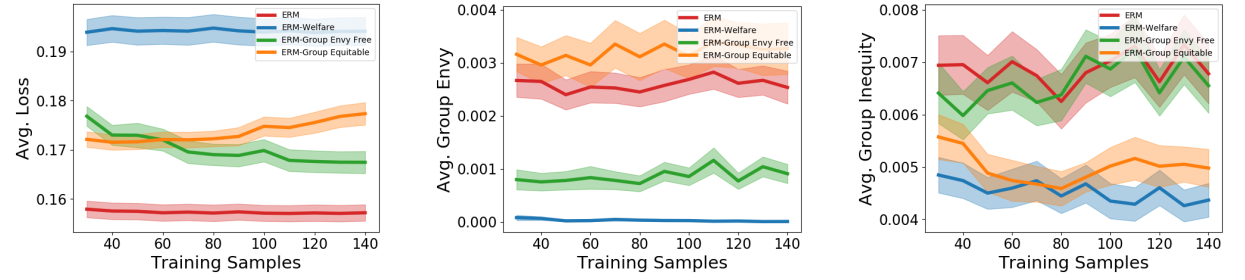 Avg. Loss
0.19
0.18
0.17
0.16
ERM
ERM-Welfare
ERM-Group Envy Free
ERM-Group Equitable
40 60 80 100 120 140
Training Samples
Avg. Group Envy
0.004
0.003
0.002
0.001
0.000
ERM
ERM-Welfare
ERM-Group Envy Free
ERM-Group Equitable
40 60 80 100 120 140
Training Samples
Avg. Group Inequity
0.008
0.007
0.006
0.005
0.004
ERM
ERM-Welfare
ERM-Group Envy Free
ERM-Group Equitable
40 60 80 100 120 140
Training Samples